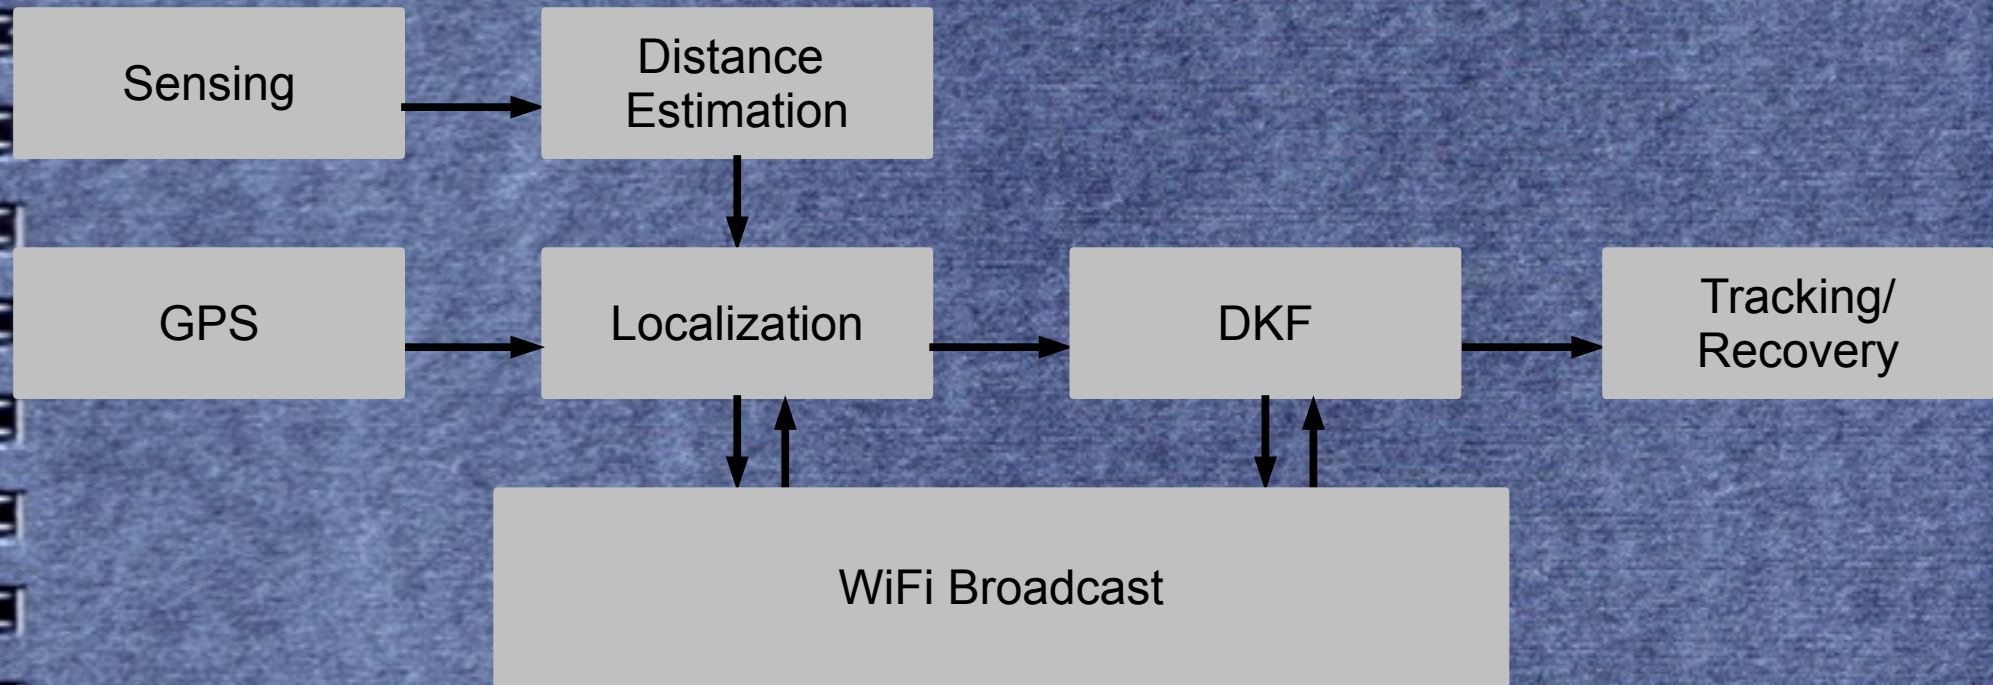 Sensing
Distance
Estimation
GPS
Localization
DKF
Tracking/
Recovery
WiFi Broadcast